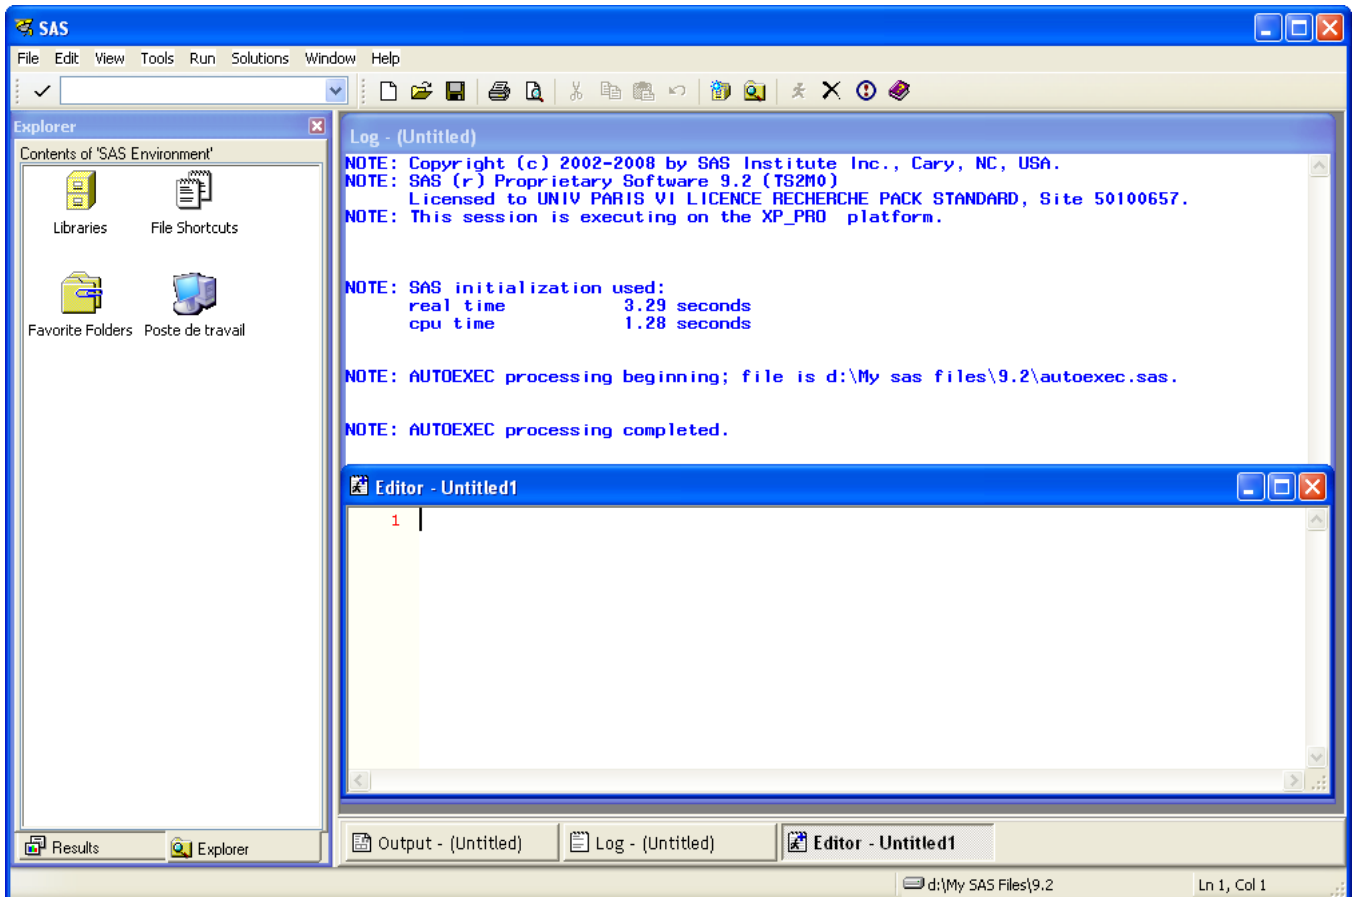 SAS
File Edit View Tools Run Solutions Window Help
Explorer
Contents of 'SAS Environment'
Libraries File Shortcuts
Favorite Folders Poste de travail
Log - (Untitled)
NOTE: Copyright (c) 2002-2008 by SAS Institute Inc., Cary, NC, USA.
NOTE: SAS (r) Proprietary Software 9.2 (TS2M0)
Licensed to UNIV PARIS VI LICENCE RECHERCHE PACK STANDARD, Site 50100657.
NOTE: This session is executing on the XP_PRO platform.
NOTE: SAS initialization used:
real time 3.29 seconds
cpu time 1.28 seconds
NOTE: AUTOEXEC processing beginning; file is d:\My sas files\9.2\autoexec.sas.
NOTE: AUTOEXEC processing completed.
Editor - Untitled1
1
Results Explorer
Output - (Untitled) Log - (Untitled) Editor - Untitled1
d:\My SAS Files\9.2 Ln 1, Col 1